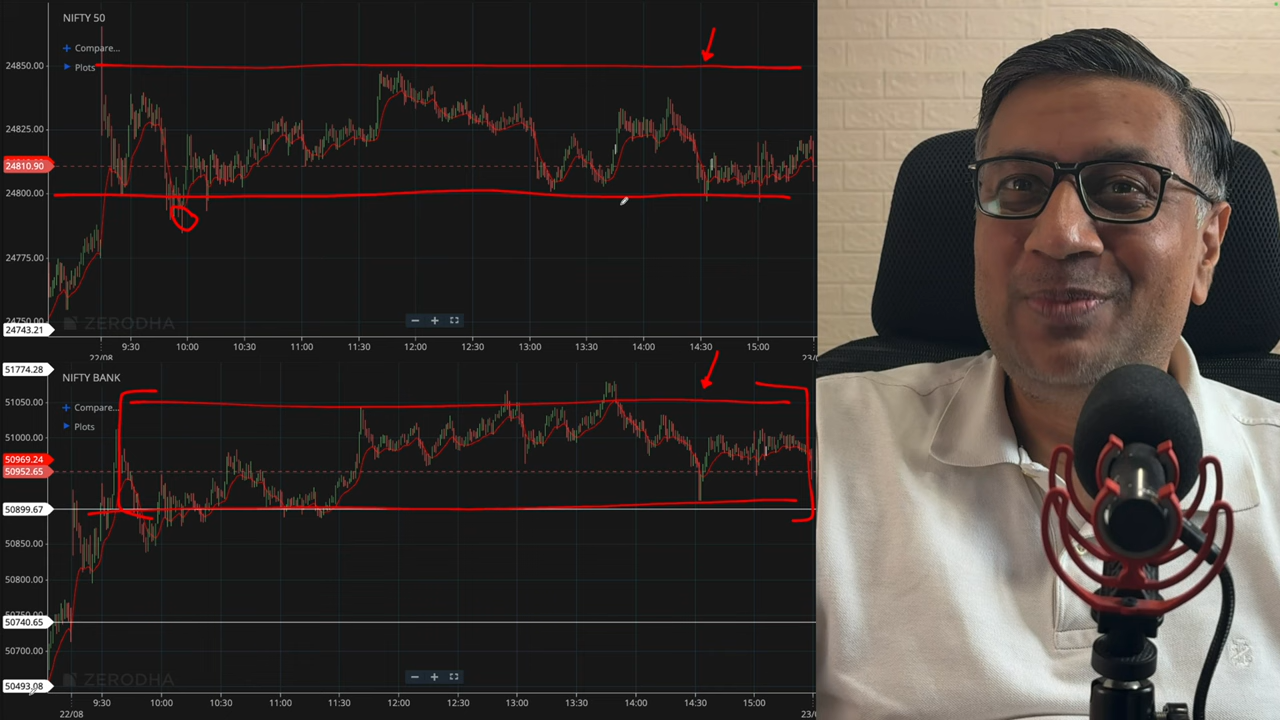 NIFTY 50
+ Compare...
Plots
24850.00
24825.00
24810.90
24800.00
24775.00
24750.00
24743.21
ZERODHA
9:30 10:00 10:30 11:00 11:30 12:00 12:30 13:00 13:30 14:00 14:30 15:00
22/08
51774.28
NIFTY BANK
+ Compare...
Plots
51050.00
51000.00
50969.24
50952.65
50899.67
50850.00
50800.00
50750.00
50740.65
50700.00
50493.08
ZERODHA
9:30 10:00 10:30 11:00 11:30 12:00 12:30 13:00 13:30 14:00 14:30 15:00
22/08